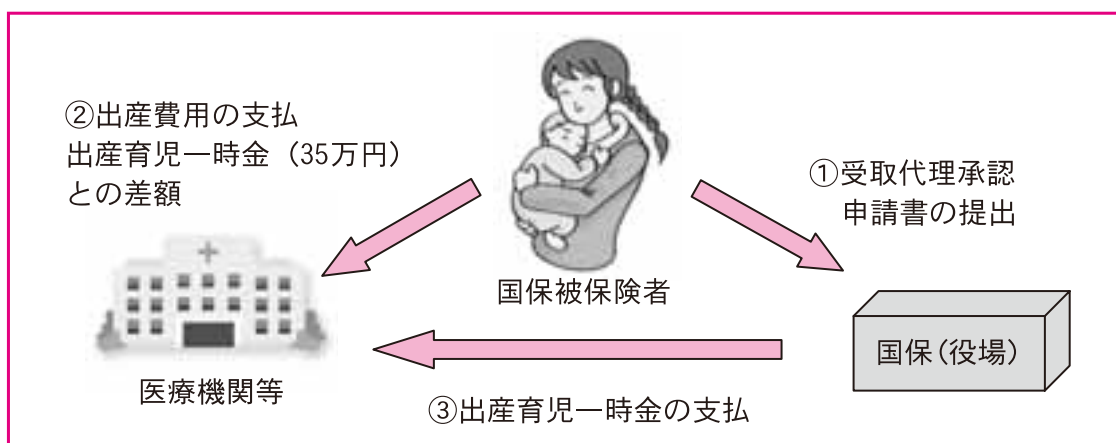 ②出産費用の支払
出産育児一時金（35万円）
との差額
①受取代理承認
申請書の提出
国保被保険者
国保（役場）
医療機関等
③出産育児一時金の支払